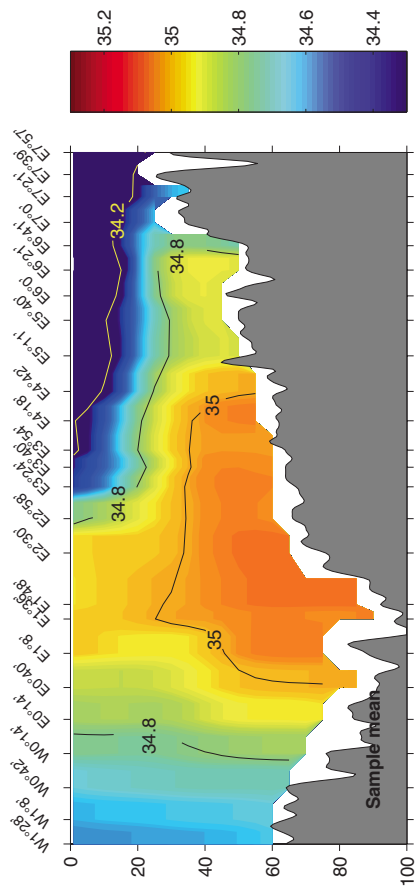 W1°28'
W1°8'
W0°42'
W0°14'
E0°14'
E0°40'
E1°8'
E1°36'
48'
E2°30'
E2°58'
E3°24'
E3°40'
E3°54'
E4°18'
E4°42'
E5°11'
E5°40'
E6°0'
E6°21'
E6°41'
E7°0'
E7°21'
E7°39'
E7°57'
0
20
40
60
80
100
34.8
34.8
35
35
34.8
34.2
Sample mean
35.2
35
34.8
34.6
34.4